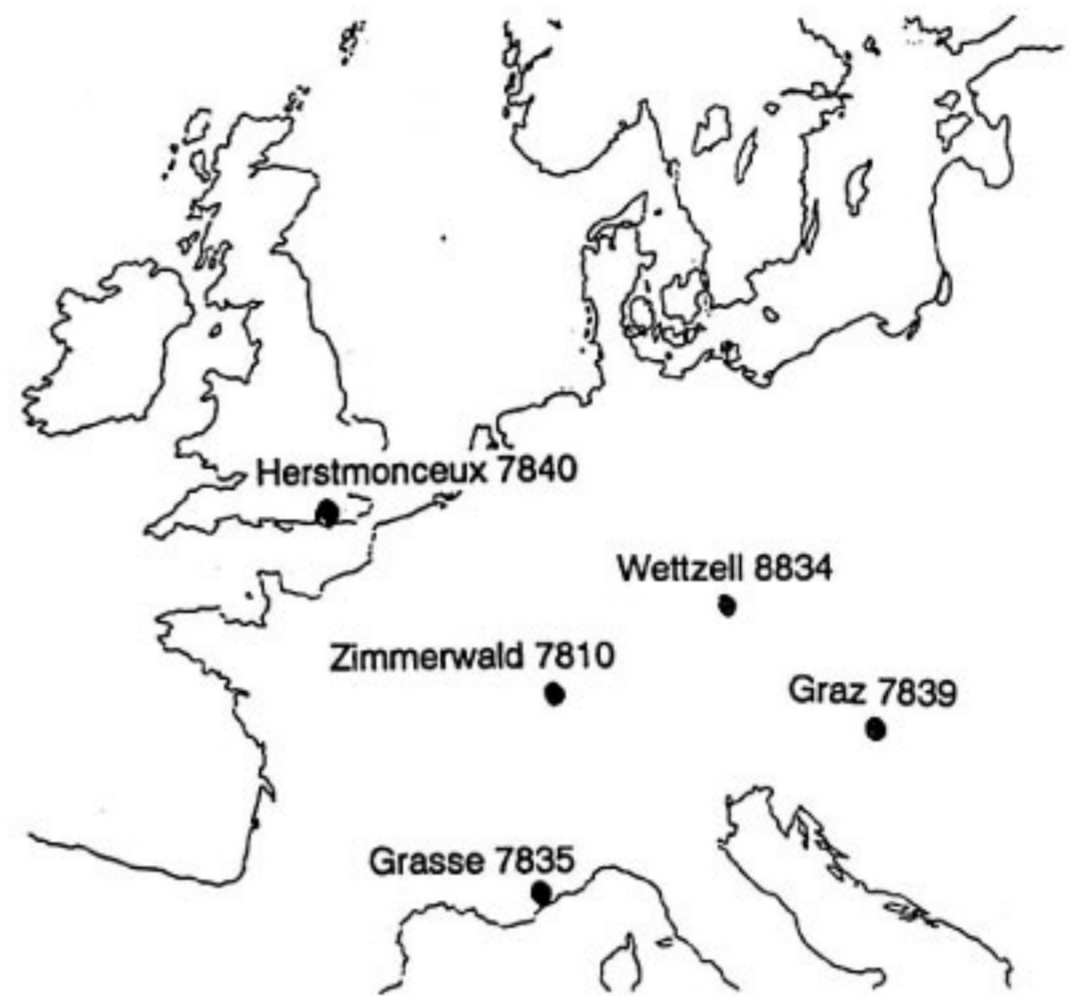 Herstmonceux 7840
Wettzell 8834
Zimmerwald 7810
Graz 7839
Grasse 7835